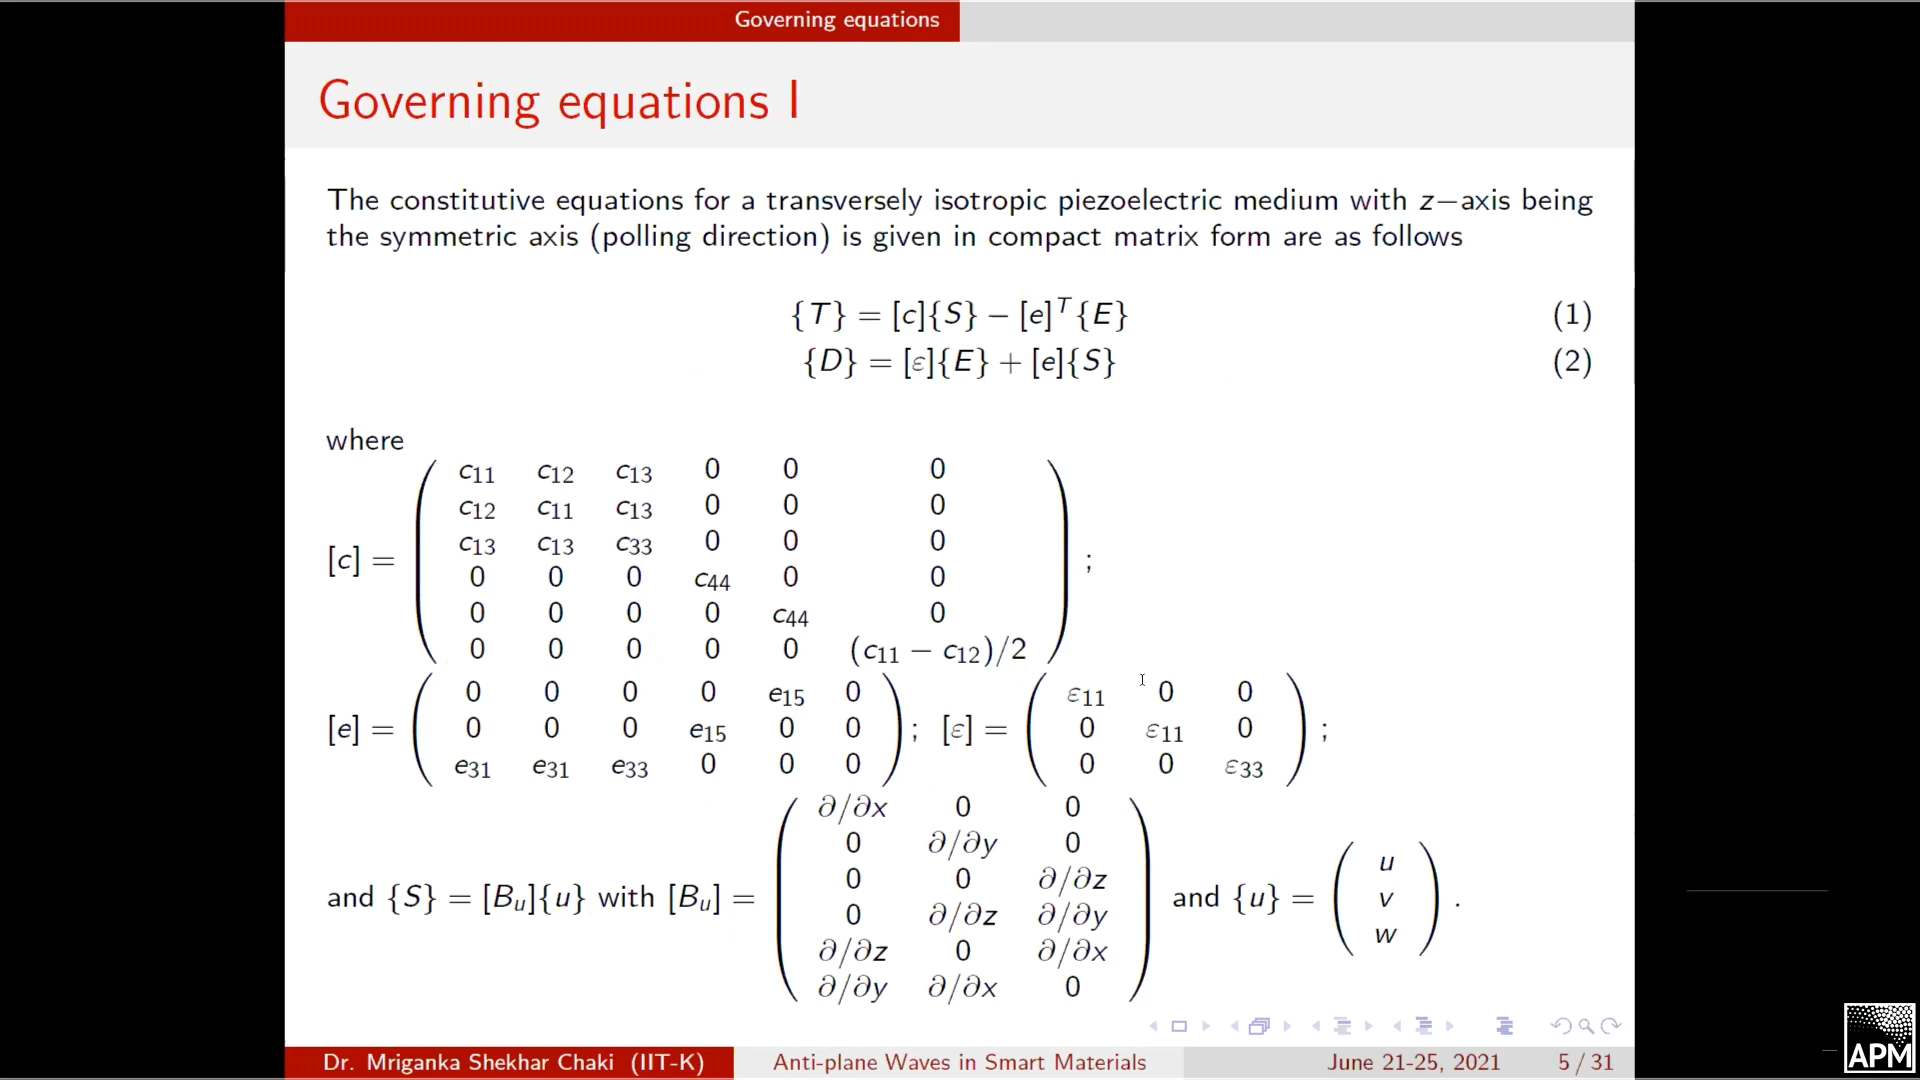 Governing equations
Governing equations I
The constitutive equations for a transversely isotropic piezoelectric medium with z−axis being
the symmetric axis (polling direction) is given in compact matrix form are as follows
{T} = [c]{S} − [e]ᵀ{E} (1)
{D} = [ε]{E} + [e]{S} (2)
where
[c] =
c₁₁ c₁₂ c₁₃ 0 0 0
c₁₂ c₁₁ c₁₃ 0 0 0
c₁₃ c₁₃ c₃₃ 0 0 0
0 0 0 c₄₄ 0 0
0 0 0 0 c₄₄ 0
0 0 0 0 0 (c₁₁ − c₁₂)/2
;
[e] =
0 0 0 0 e₁₅ 0
0 0 0 e₁₅ 0 0
e₃₁ e₃₁ e₃₃ 0 0 0
; [ε] =
ε₁₁ 0 0
0 ε₁₁ 0
0 0 ε₃₃
;
and {S} = [Bᵤ]{u} with [Bᵤ] =
∂/∂x 0 0
0 ∂/∂y 0
0 0 ∂/∂z
0 ∂/∂z ∂/∂y
∂/∂z 0 ∂/∂x
∂/∂y ∂/∂x 0
and {u} =
u
v
w
.
Dr. Mriganka Shekhar Chaki (IIT-K) Anti-plane Waves in Smart Materials June 21-25, 2021 5 / 31
APM